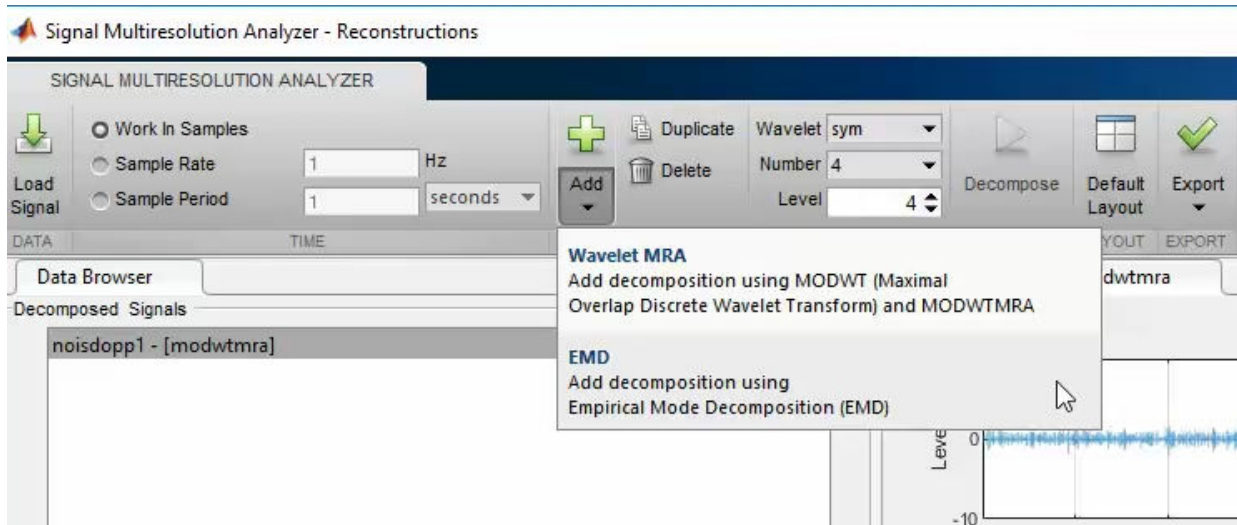 Signal Multiresolution Analyzer - Reconstructions
SIGNAL MULTIRESOLUTION ANALYZER
Load
Signal
Work In Samples
Sample Rate
1
Hz
Sample Period
1
seconds
Add
Duplicate
Delete
Wavelet
sym
Number
4
Level
4
Decompose
Default
Layout
Export
DATA
TIME
YOUT
EXPORT
Data Browser
Decomposed Signals
noisdopp1 - [modwtmra]
Wavelet MRA
Add decomposition using MODWT (Maximal
Overlap Discrete Wavelet Transform) and MODWTMRA
EMD
Add decomposition using
Empirical Mode Decomposition (EMD)
dwtmra
Leve
0
-10